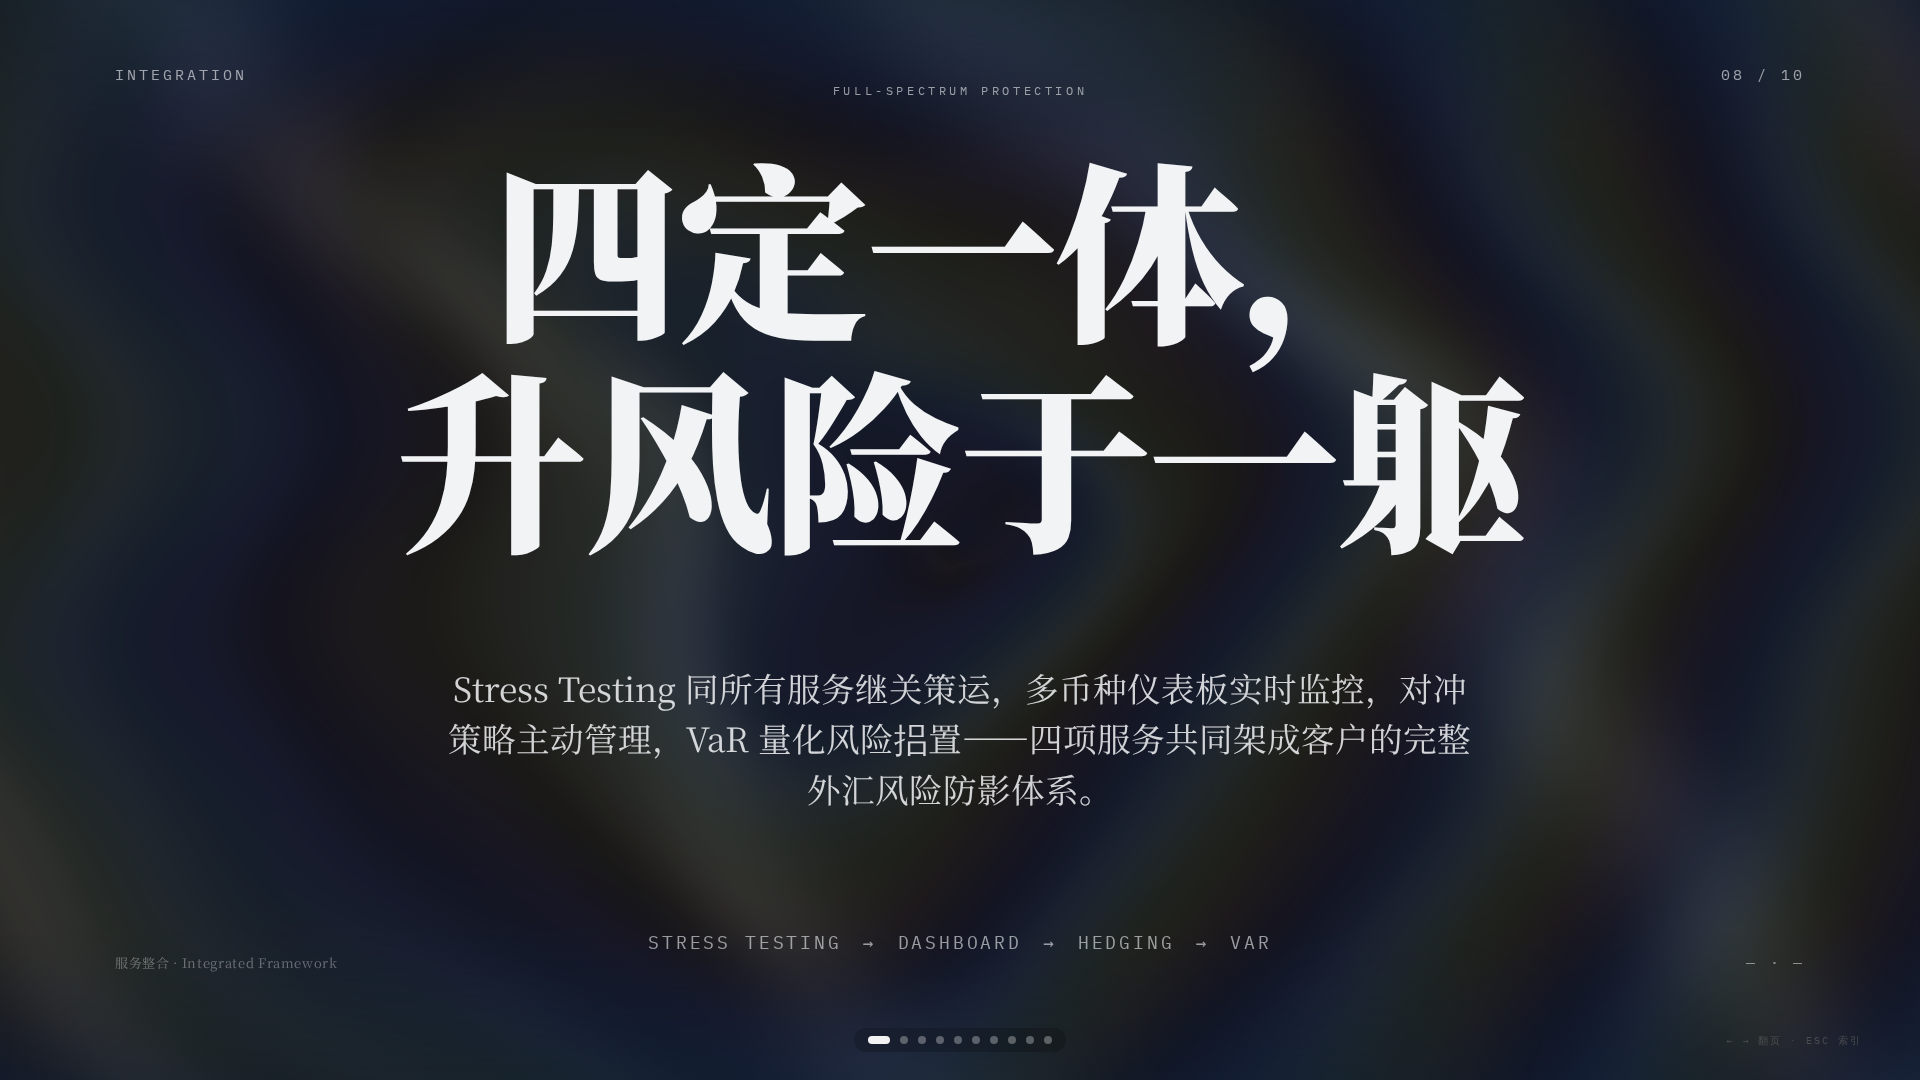 INTEGRATION
08 / 10
FULL-SPECTRUM PROTECTION
四定一体，
升风险于一躯
Stress Testing 同所有服务继关策运，多币种仪表板实时监控，对冲
策略主动管理，VaR 量化风险招置——四项服务共同架成客户的完整
外汇风险防影体系。
STRESS TESTING → DASHBOARD → HEDGING → VAR
服务整合 · Integrated Framework
— · —
← → 翻页 · ESC 索引